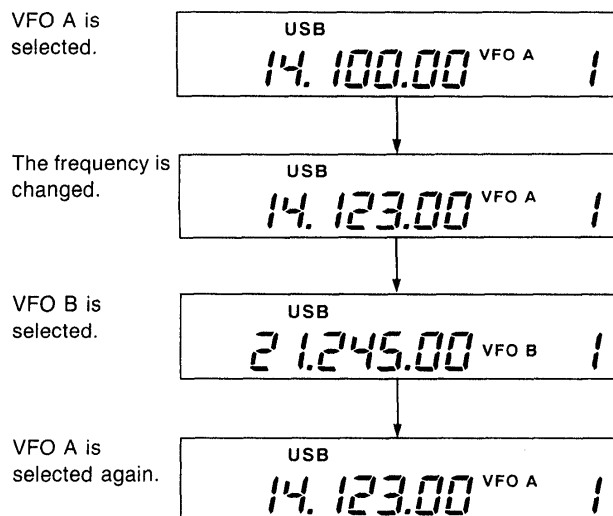 VFO A is
selected.
USB
14.100.00 VFO A 1
The frequency is
changed.
USB
14.123.00 VFO A 1
VFO B is
selected.
USB
21.245.00 VFO B 1
VFO A is
selected again.
USB
14.123.00 VFO A 1